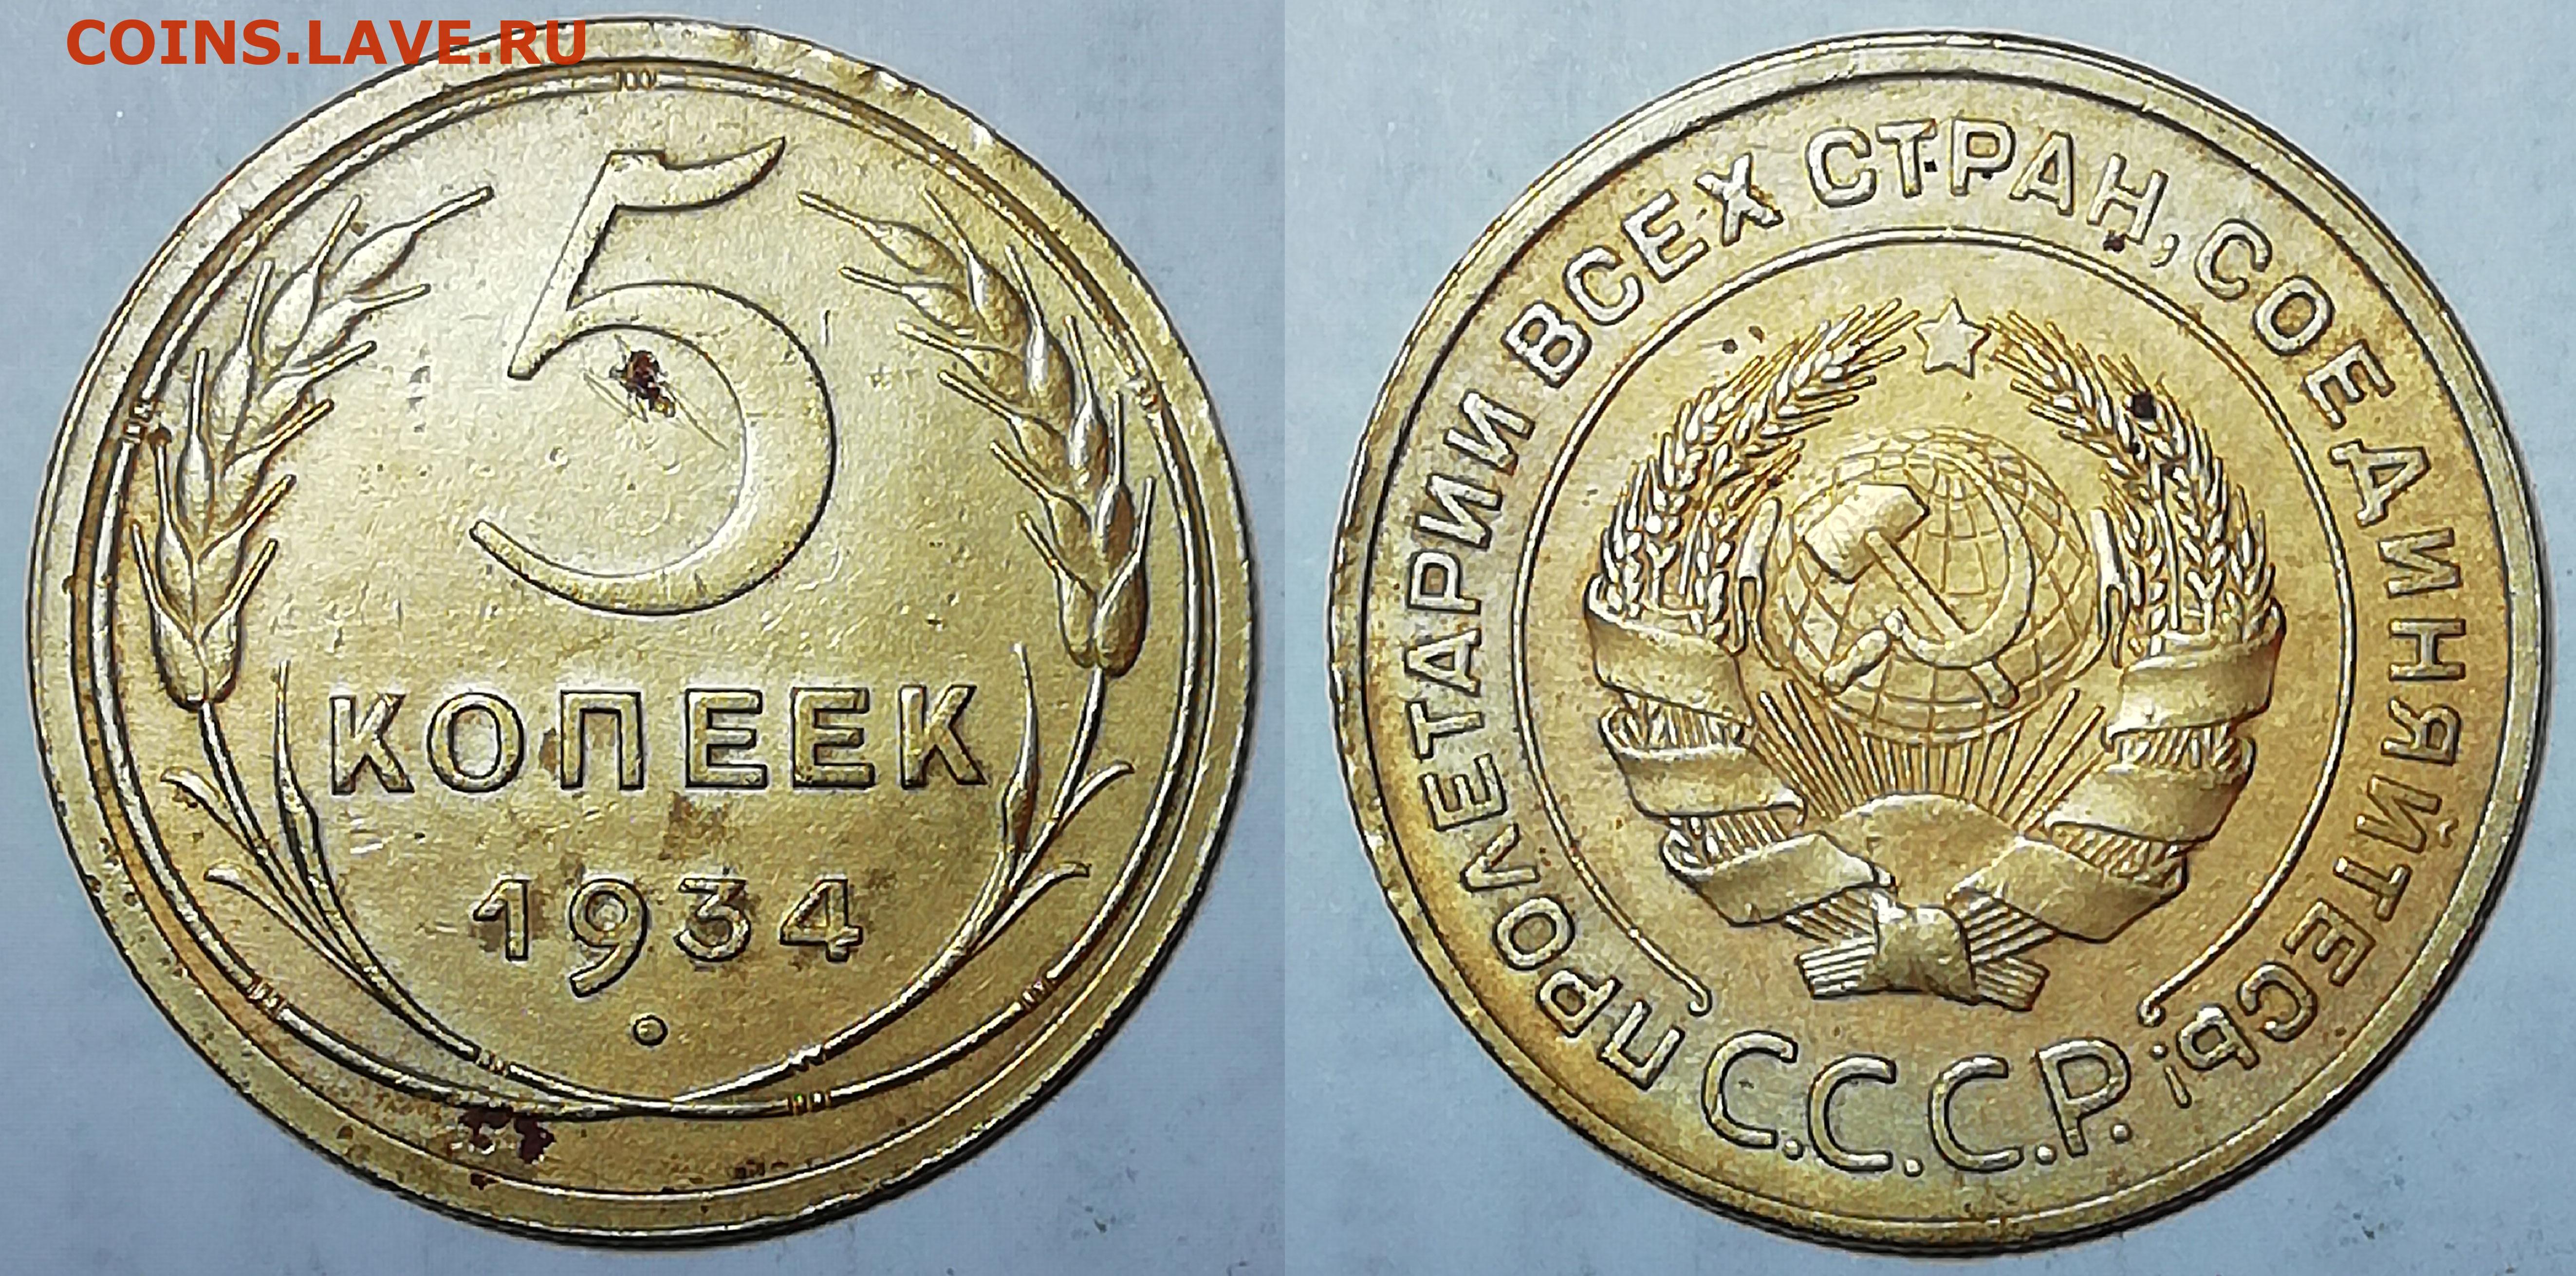 COINS.LAVE.RU
5
КОПЕЕК
1934
ПРОЛЕТАРИИ ВСЕХ СТРАН, СОЕДИНЯЙТЕСЬ!
С.С.С.Р.